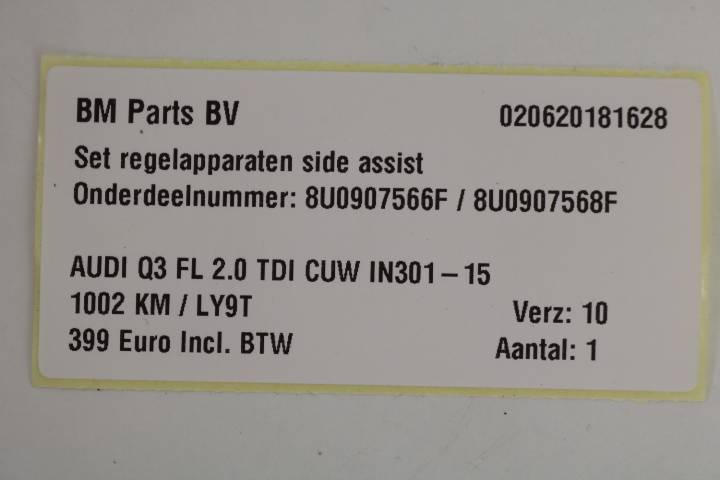 BM Parts BV 020620181628
Set regelapparaten side assist
Onderdeelnummer: 8U0907566F / 8U0907568F
AUDI Q3 FL 2.0 TDI CUW IN301-15
1002 KM / LY9T Verz: 10
399 Euro Incl. BTW Aantal: 1